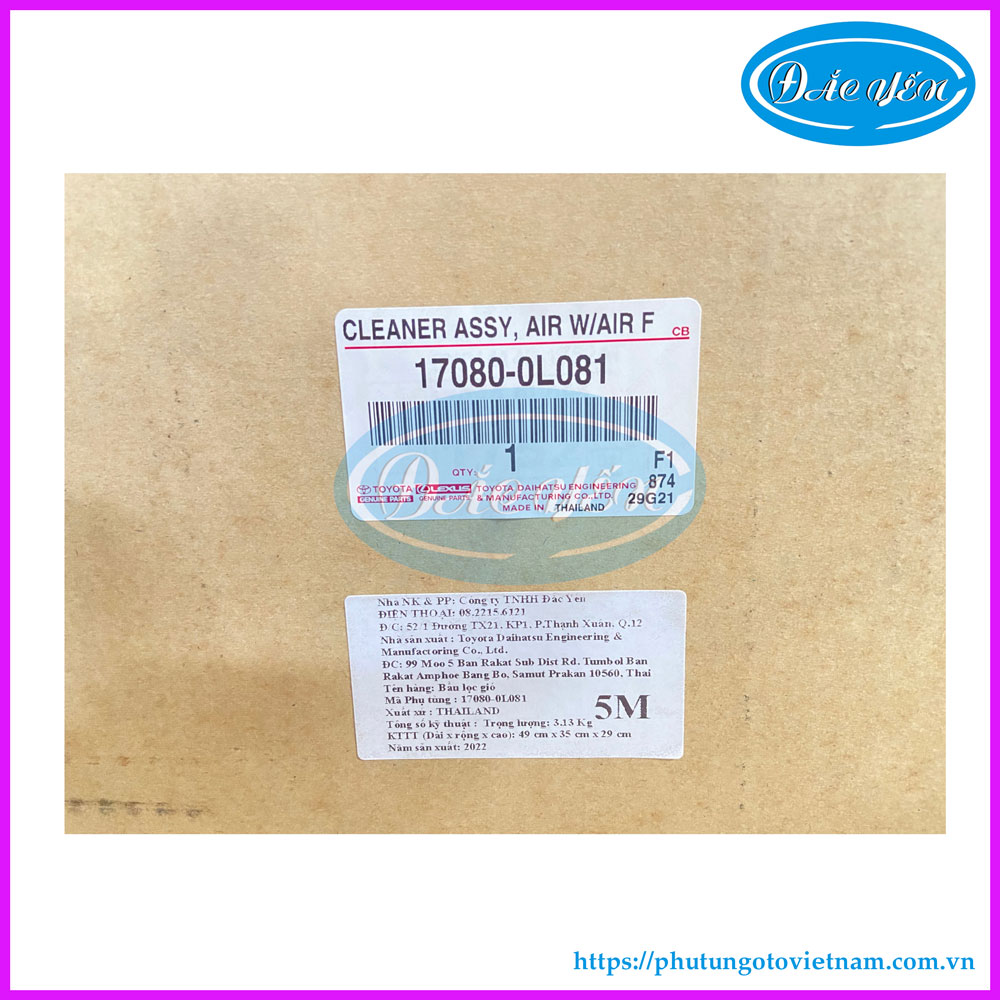 ĐẮC YẾN
CLEANER ASSY, AIR W/AIR F CB
17080-0L081
QTY: 1
F1
874
29G21
TOYOTA
GENUINE PARTS
LEXUS
GENUINE PARTS
TOYOTA DAIHATSU ENGINEERING
& MANUFACTURING CO.,LTD.
MADE IN THAILAND
ĐẮC YẾN
Nhà NK & PP: Công ty TNHH Đắc Yến
ĐIỆN THOẠI: 08.2215.6121
Đ/C: 52/1 Đường TX21, KP1, P.Thạnh Xuân, Q.12
Nhà sản xuất : Toyota Daihatsu Engineering &
Manufactoring Co., Ltd.
ĐC: 99 Moo 5 Ban Rakat Sub Dist Rd. Tumbol Ban
Rakat Amphoe Bang Bo, Samut Prakan 10560, Thai
Tên hàng: Bầu lọc gió
Mã Phụ tùng : 17080-0L081
Xuất xứ : THAILAND
5M
Tổng số kỹ thuật : Trọng lượng: 3.13 Kg
KTTT (Dài x rộng x cao): 49 cm x 35 cm x 29 cm
Năm sản xuất: 2022
https://phutungotovietnam.com.vn